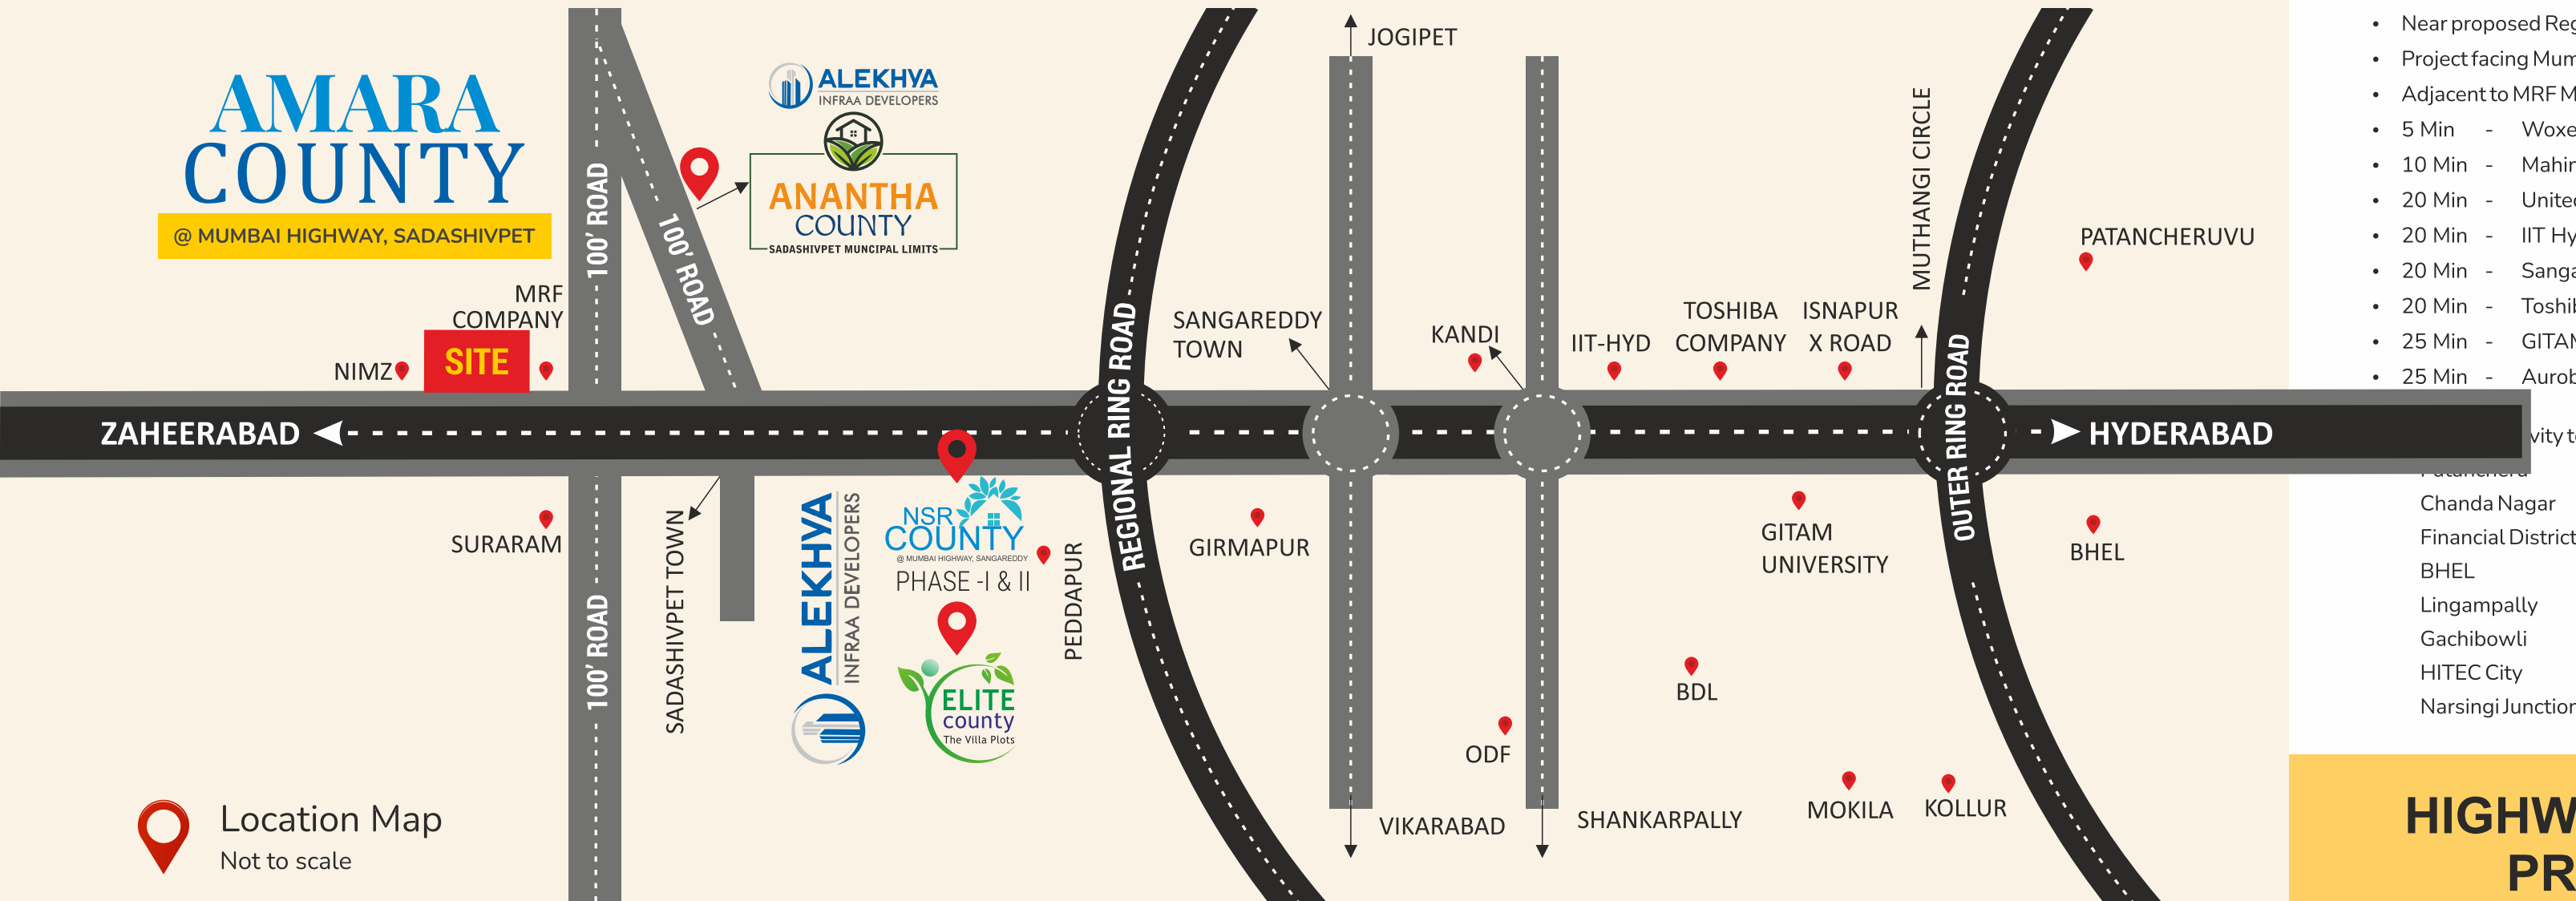 AMARA
COUNTY
@ MUMBAI HIGHWAY, SADASHIVPET
ALEKHYA
INFRAA DEVELOPERS
ANANTHA
COUNTY
SADASHIVPET MUNCIPAL LIMITS
100' ROAD
100' ROAD
MRF
COMPANY
SITE
NIMZ
JOGIPET
REGIONAL RING ROAD
SANGAREDDY
TOWN
KANDI
IIT-HYD
TOSHIBA
COMPANY
ISNAPUR
X ROAD
MUTHANGI CIRCLE
OUTER RING ROAD
PATANCHERUVU
ZAHEERABAD
HYDERABAD
SURARAM
100' ROAD
SADASHIVPET TOWN
ALEKHYA
INFRAA DEVELOPERS
NSR
COUNTY
@ MUMBAI HIGHWAY, SANGAREDDY
PHASE -I & II
ELITE
county
The Villa Plots
PEDDAPUR
GIRMAPUR
GITAM
UNIVERSITY
BHEL
BDL
ODF
MOKILA
KOLLUR
VIKARABAD
SHANKARPALLY
Location Map
Not to scale
• Near proposed Reg
• Project facing Mum
• Adjacent to MRF M
• 5 Min - Woxe
• 10 Min - Mahin
• 20 Min - United
• 20 Min - IIT Hy
• 20 Min - Sanga
• 20 Min - Toshib
• 25 Min - GITAM
• 25 Min - Aurob
vity to
Chanda Nagar
Financial District
BHEL
Lingampally
Gachibowli
HITEC City
Narsingi Junction
HIGHW
PR